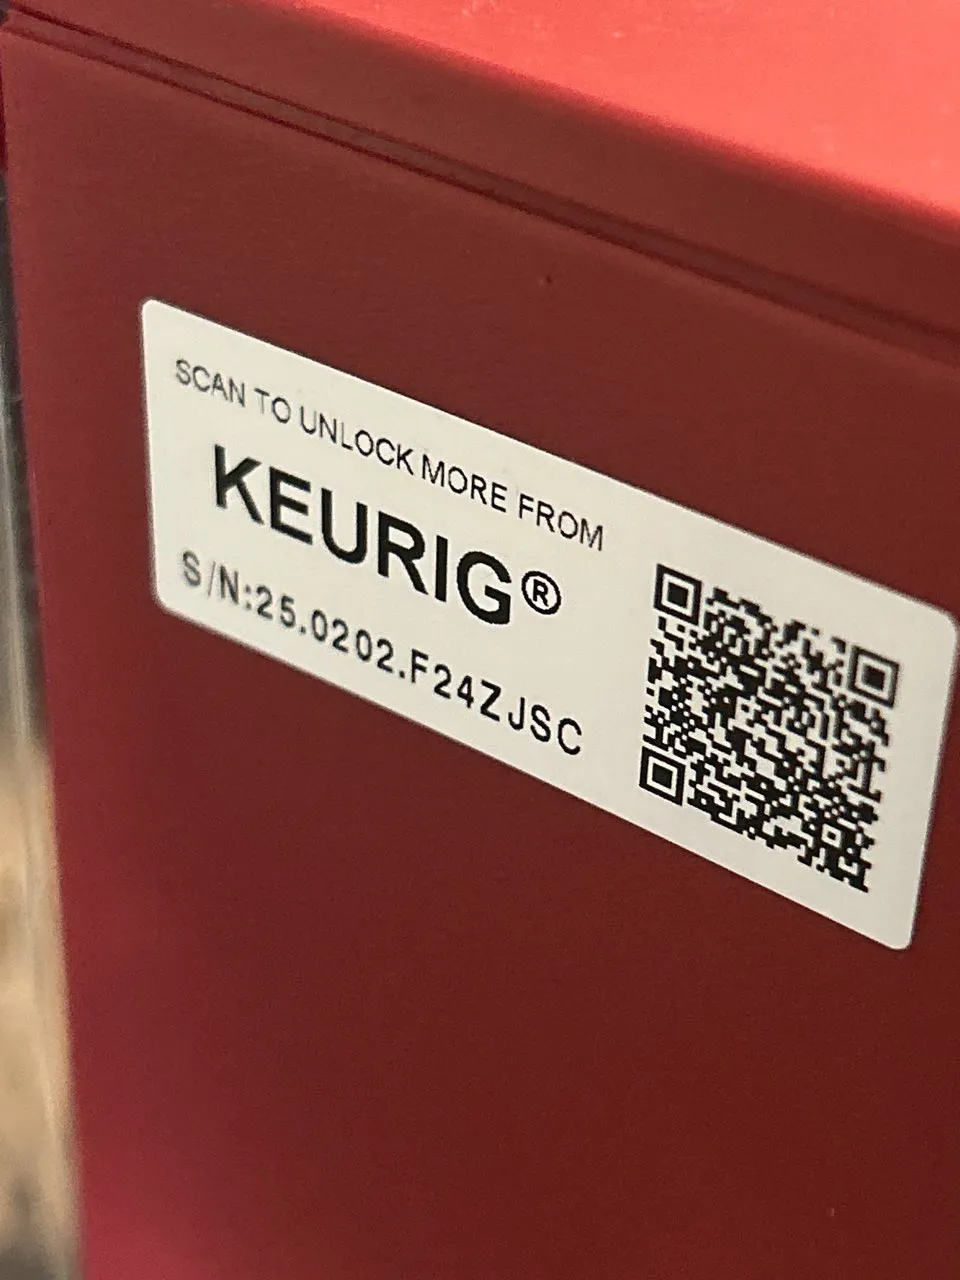 SCAN TO UNLOCK MORE FROM
KEURIG®
S/N:25.0202.F24ZJSC